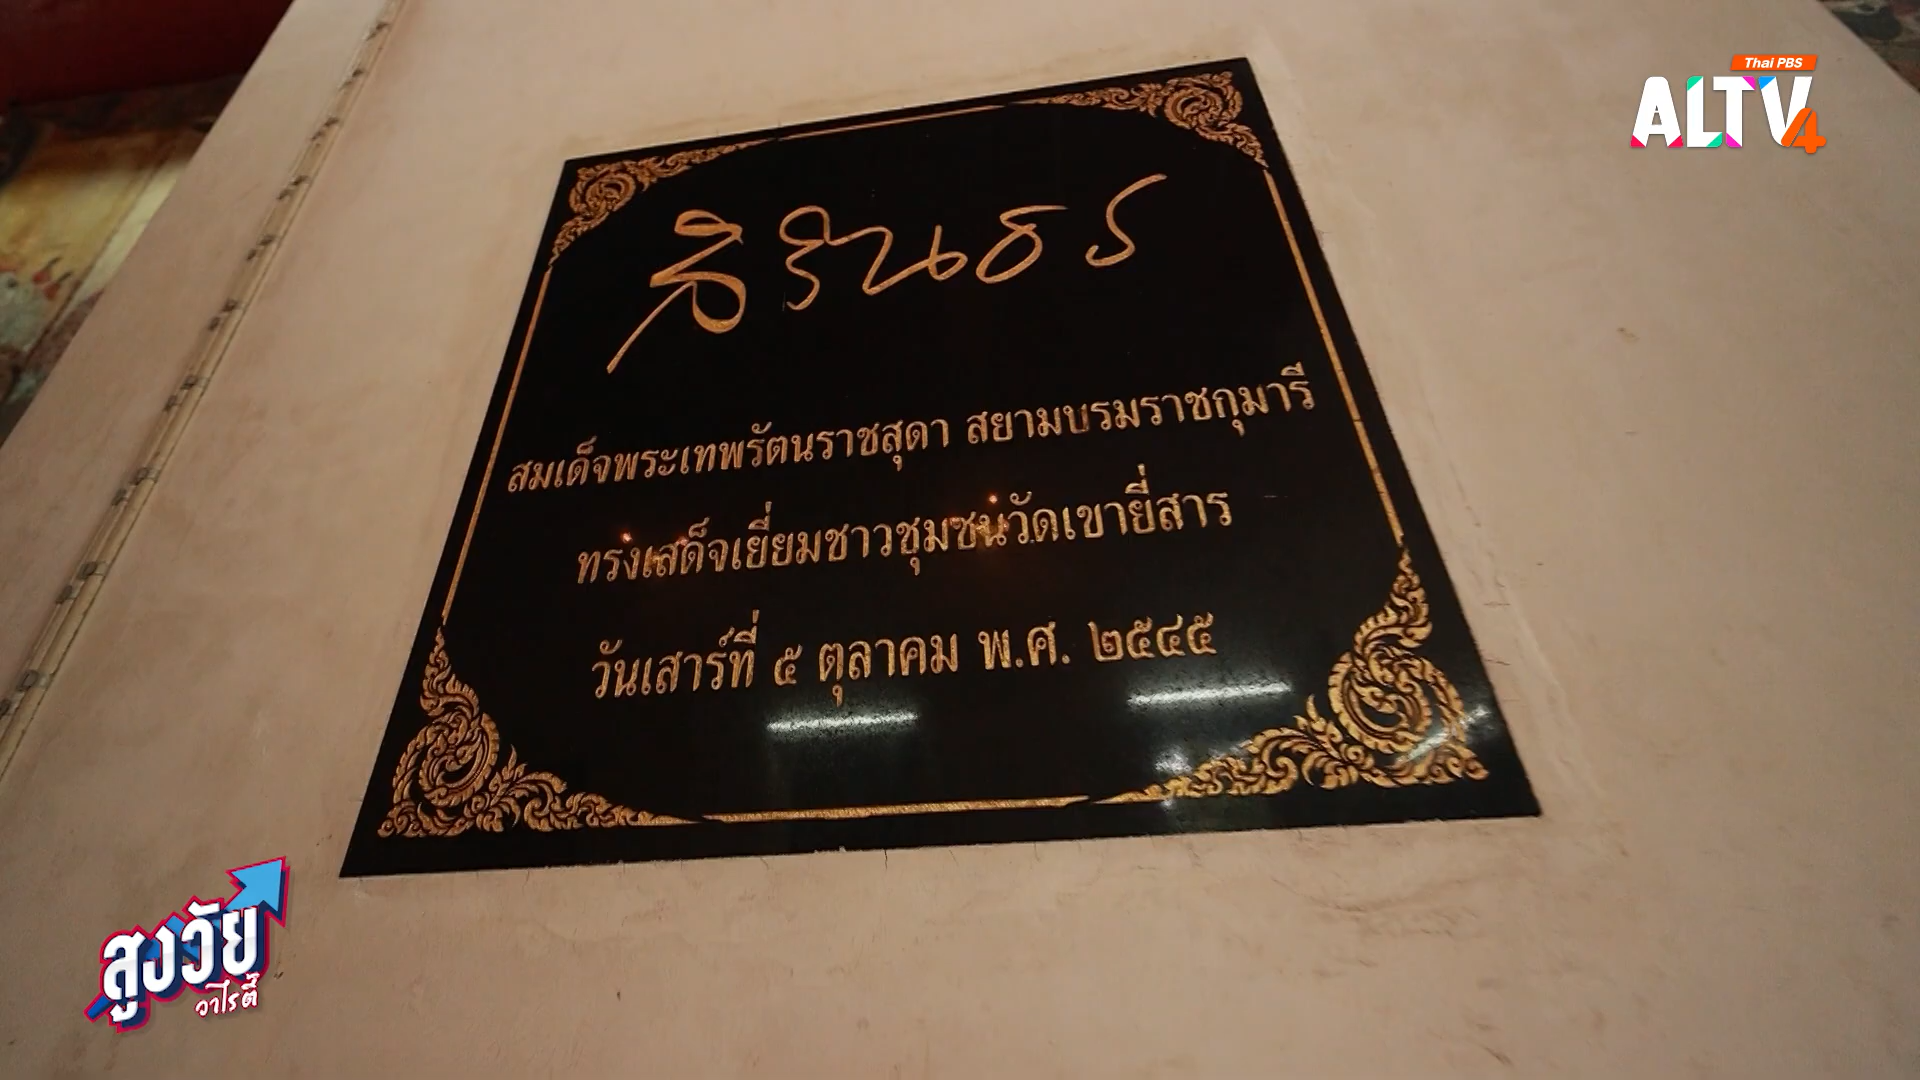 Thai PBS
ALTV4
สิรินธร
สมเด็จพระเทพรัตนราชสุดา สยามบรมราชกุมารี
ทรงเสด็จเยี่ยมชาวชุมชนวัดเขายี่สาร
วันเสาร์ที่ ๕ ตุลาคม พ.ศ. ๒๕๔๕
สูงวัย
วาไรตี้